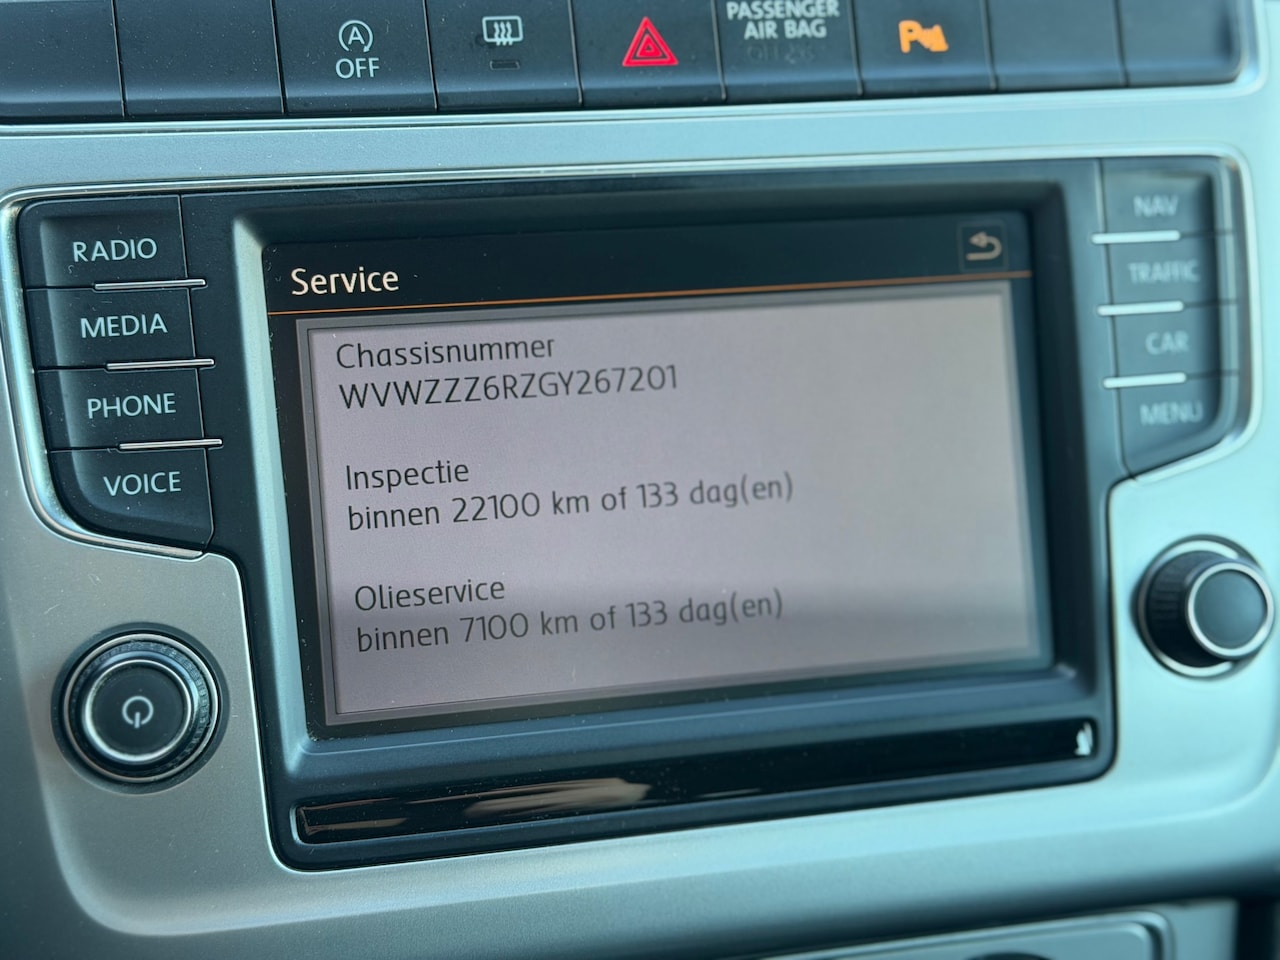 A
OFF
PASSENGER
AIR BAG
OFF
P
RADIO
MEDIA
PHONE
VOICE
Service
Chassisnummer
WVWZZZ6RZGY267201
Inspectie
binnen 22100 km of 133 dag(en)
Olieservice
binnen 7100 km of 133 dag(en)
NAV
TRAFFIC
CAR
MENU